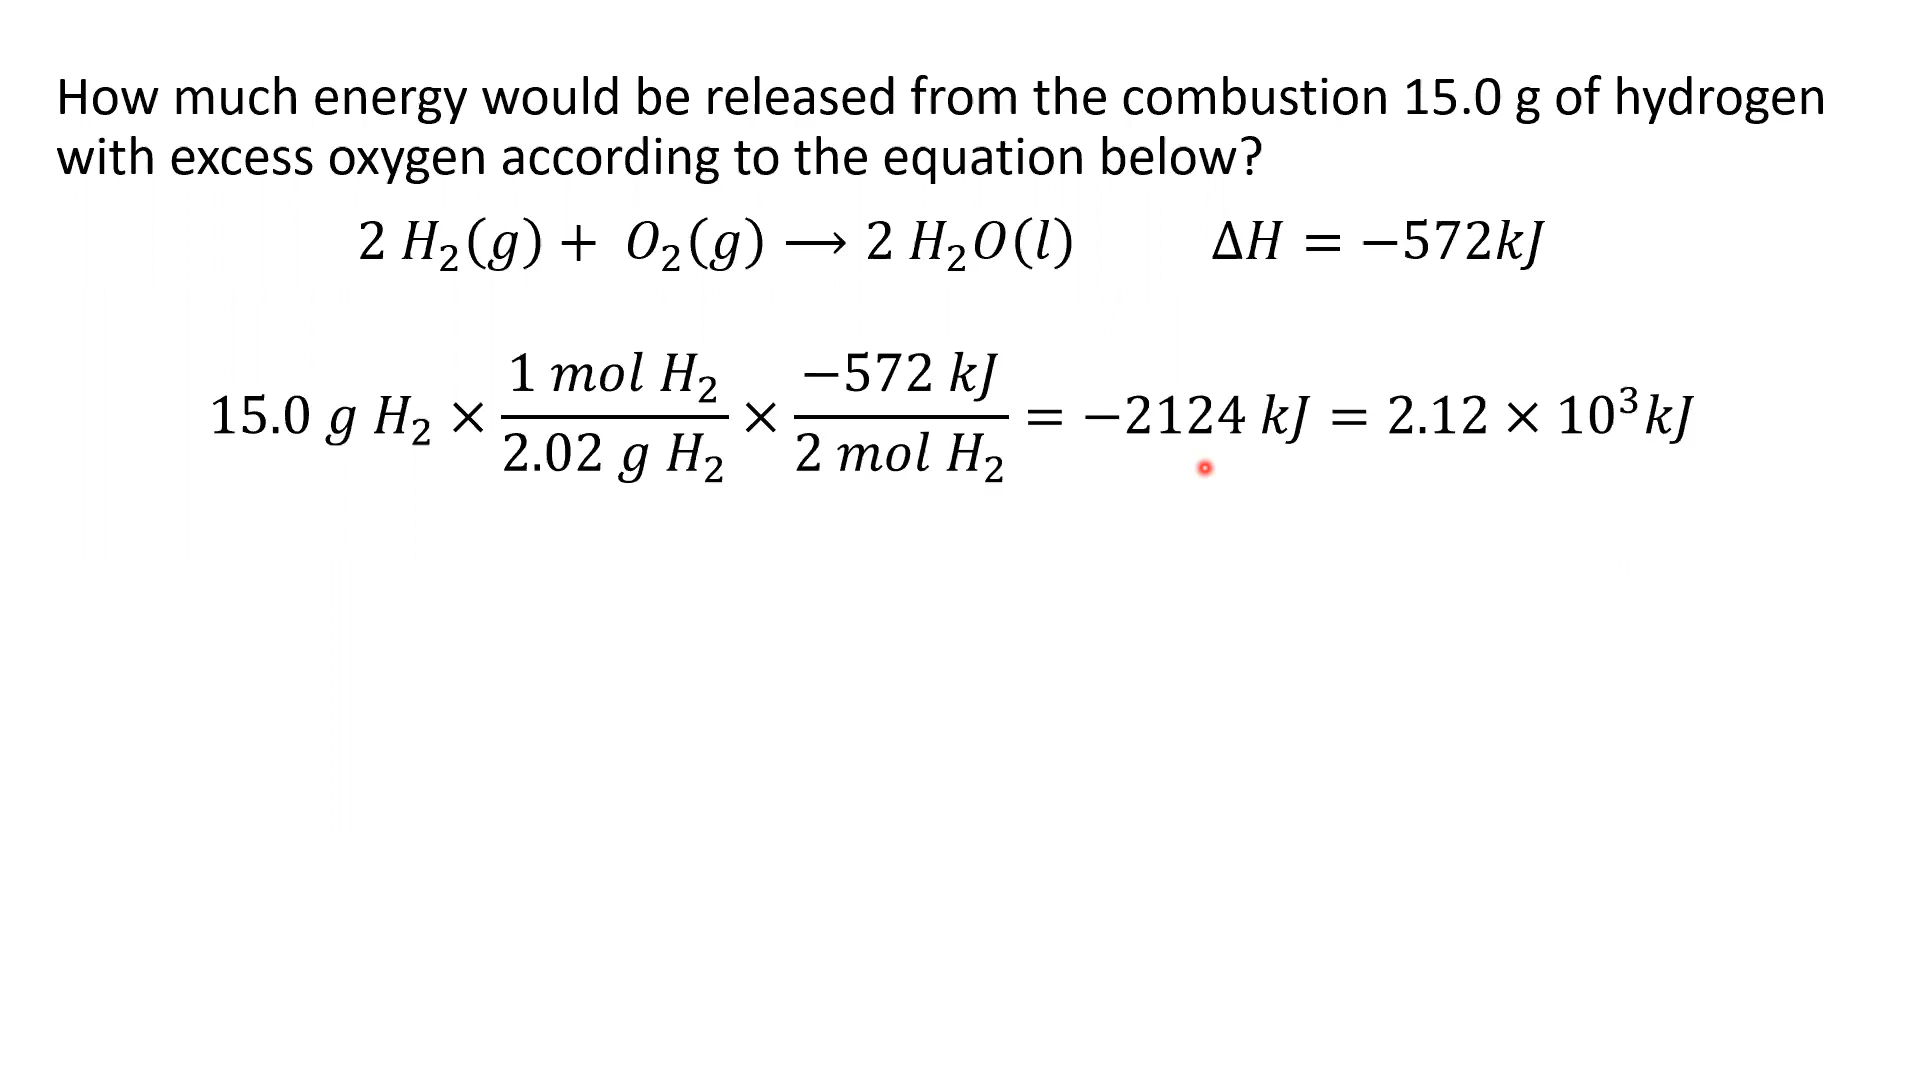 How much energy would be released from the combustion 15.0 g of hydrogen
with excess oxygen according to the equation below?
2 H₂(g) + O₂(g) ⟶ 2 H₂O(l) ΔH = −572kJ
15.0 g H₂ × (1 mol H₂)/(2.02 g H₂) × (−572 kJ)/(2 mol H₂) = −2124 kJ = 2.12 × 10³kJ